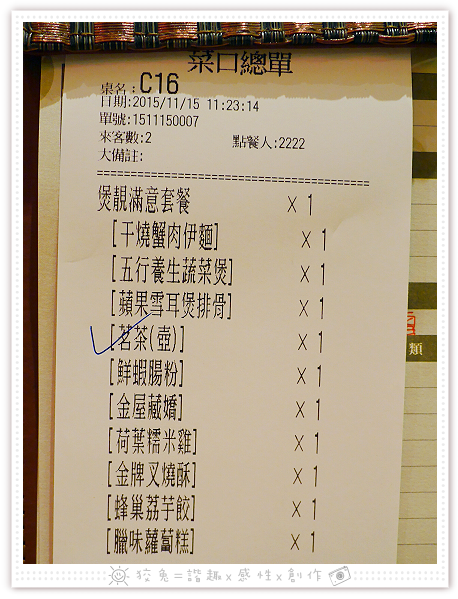 菜口總單
桌名：C16
日期:2015/11/15 11:23:14
單號:1511150007
來客數:2 點餐人:2222
大備註:
煲靚滿意套餐 x 1
[干燒蟹肉伊麵] x 1
[五行養生蔬菜煲] x 1
[蘋果雪耳煲排骨] x 1
[茗茶(壺)] x 1
[鮮蝦腸粉] x 1
[金屋藏嬌] x 1
[荷葉糯米雞] x 1
[金牌叉燒酥] x 1
[蜂巢荔芋餃] x 1
[臘味蘿蔔糕] x 1
類
狡兔=諧趣x感性x創作